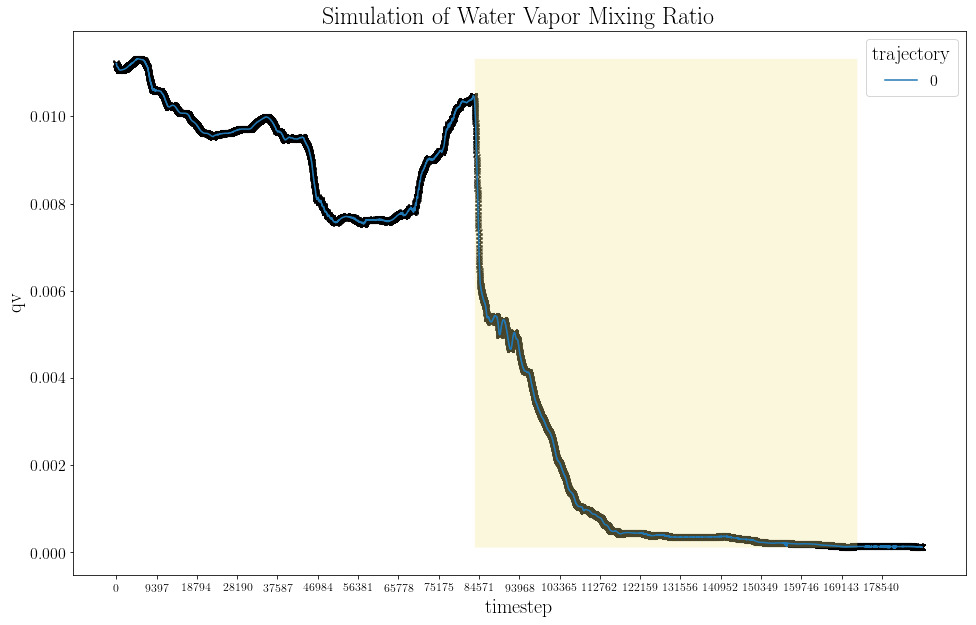 Simulation of Water Vapor Mixing Ratio
trajectory
0
qv
0.010
0.008
0.006
0.004
0.002
0.000
0 9397 18794 28190 37587 46984 56381 65778 75175 84571 93968 103365 112762 122159 131556 140952 150349 159746 169143 178540
timestep